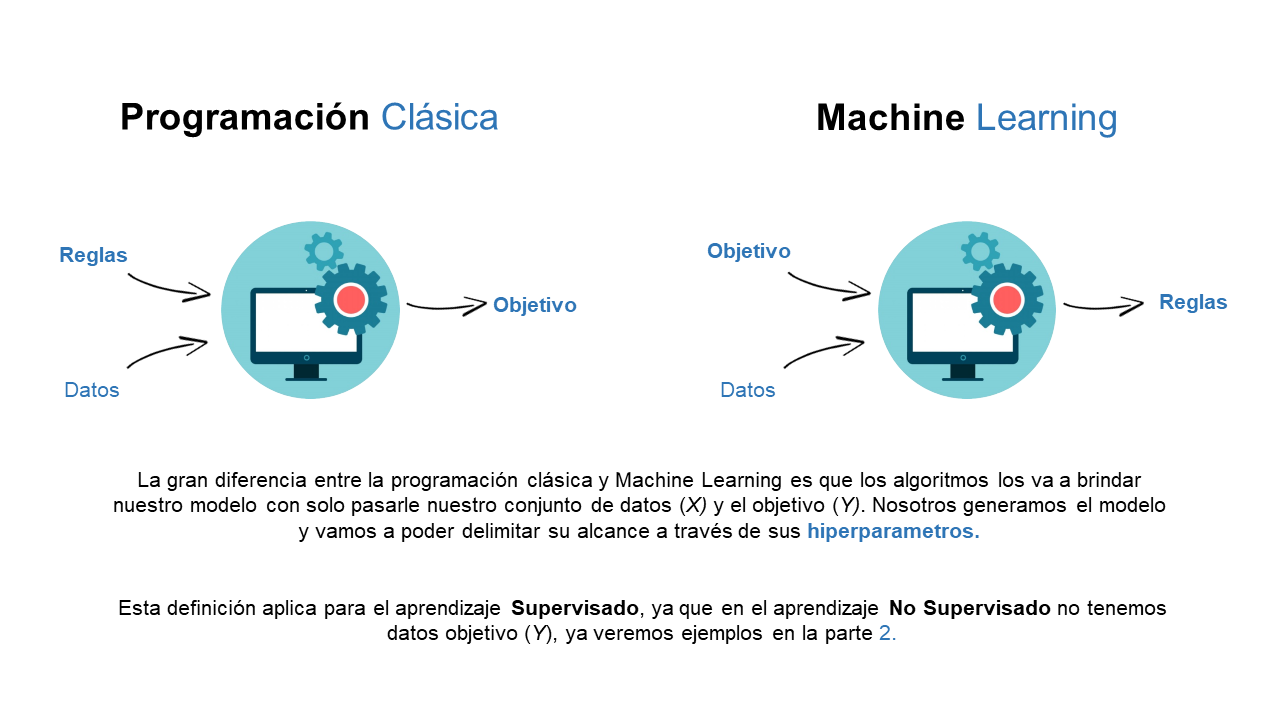 Programación Clásica
Machine Learning
Reglas
Datos
Objetivo
Objetivo
Datos
Reglas
La gran diferencia entre la programación clásica y Machine Learning es que los algoritmos los va a brindar
nuestro modelo con solo pasarle nuestro conjunto de datos (X) y el objetivo (Y). Nosotros generamos el modelo
y vamos a poder delimitar su alcance a través de sus hiperparametros.
Esta definición aplica para el aprendizaje Supervisado, ya que en el aprendizaje No Supervisado no tenemos
datos objetivo (Y), ya veremos ejemplos en la parte 2.